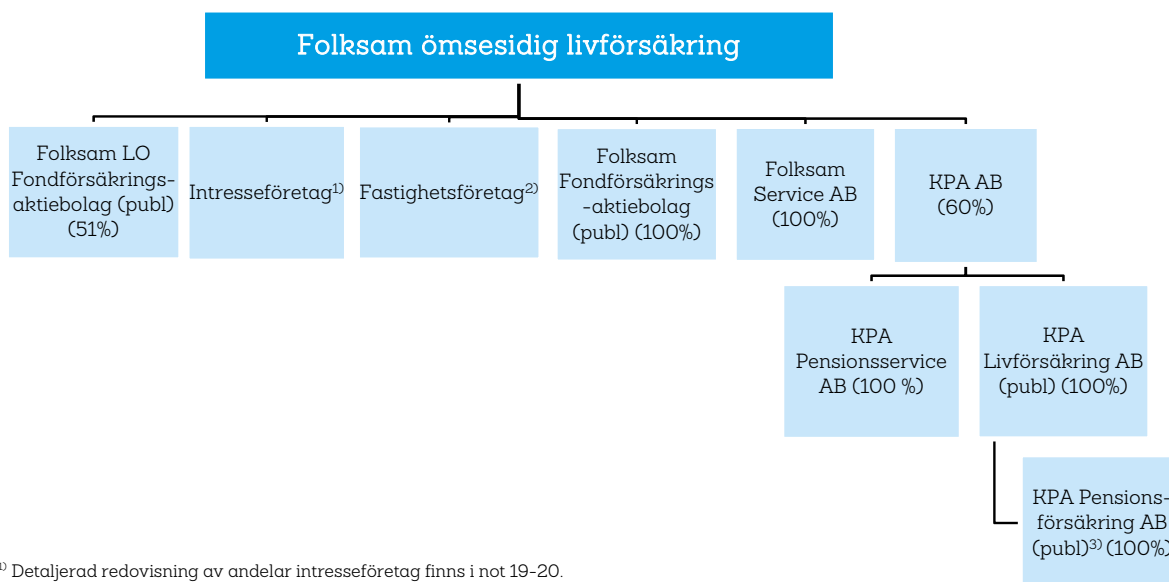 Folksam ömsesidig livförsäkring
Folksam LO
Fondförsäkrings-
aktiebolag (publ)
(51%)
Intresseföretag1)
Fastighetsföretag2)
Folksam
Fondförsäkrings
-aktiebolag
(publ) (100%)
Folksam
Service AB
(100%)
KPA AB
(60%)
KPA
Pensionsservice
AB (100 %)
KPA
Livförsäkring AB
(publ) (100%)
KPA Pensions-
försäkring AB
(publ)3) (100%)
1) Detaljerad redovisning av andelar intresseföretag finns i not 19-20.